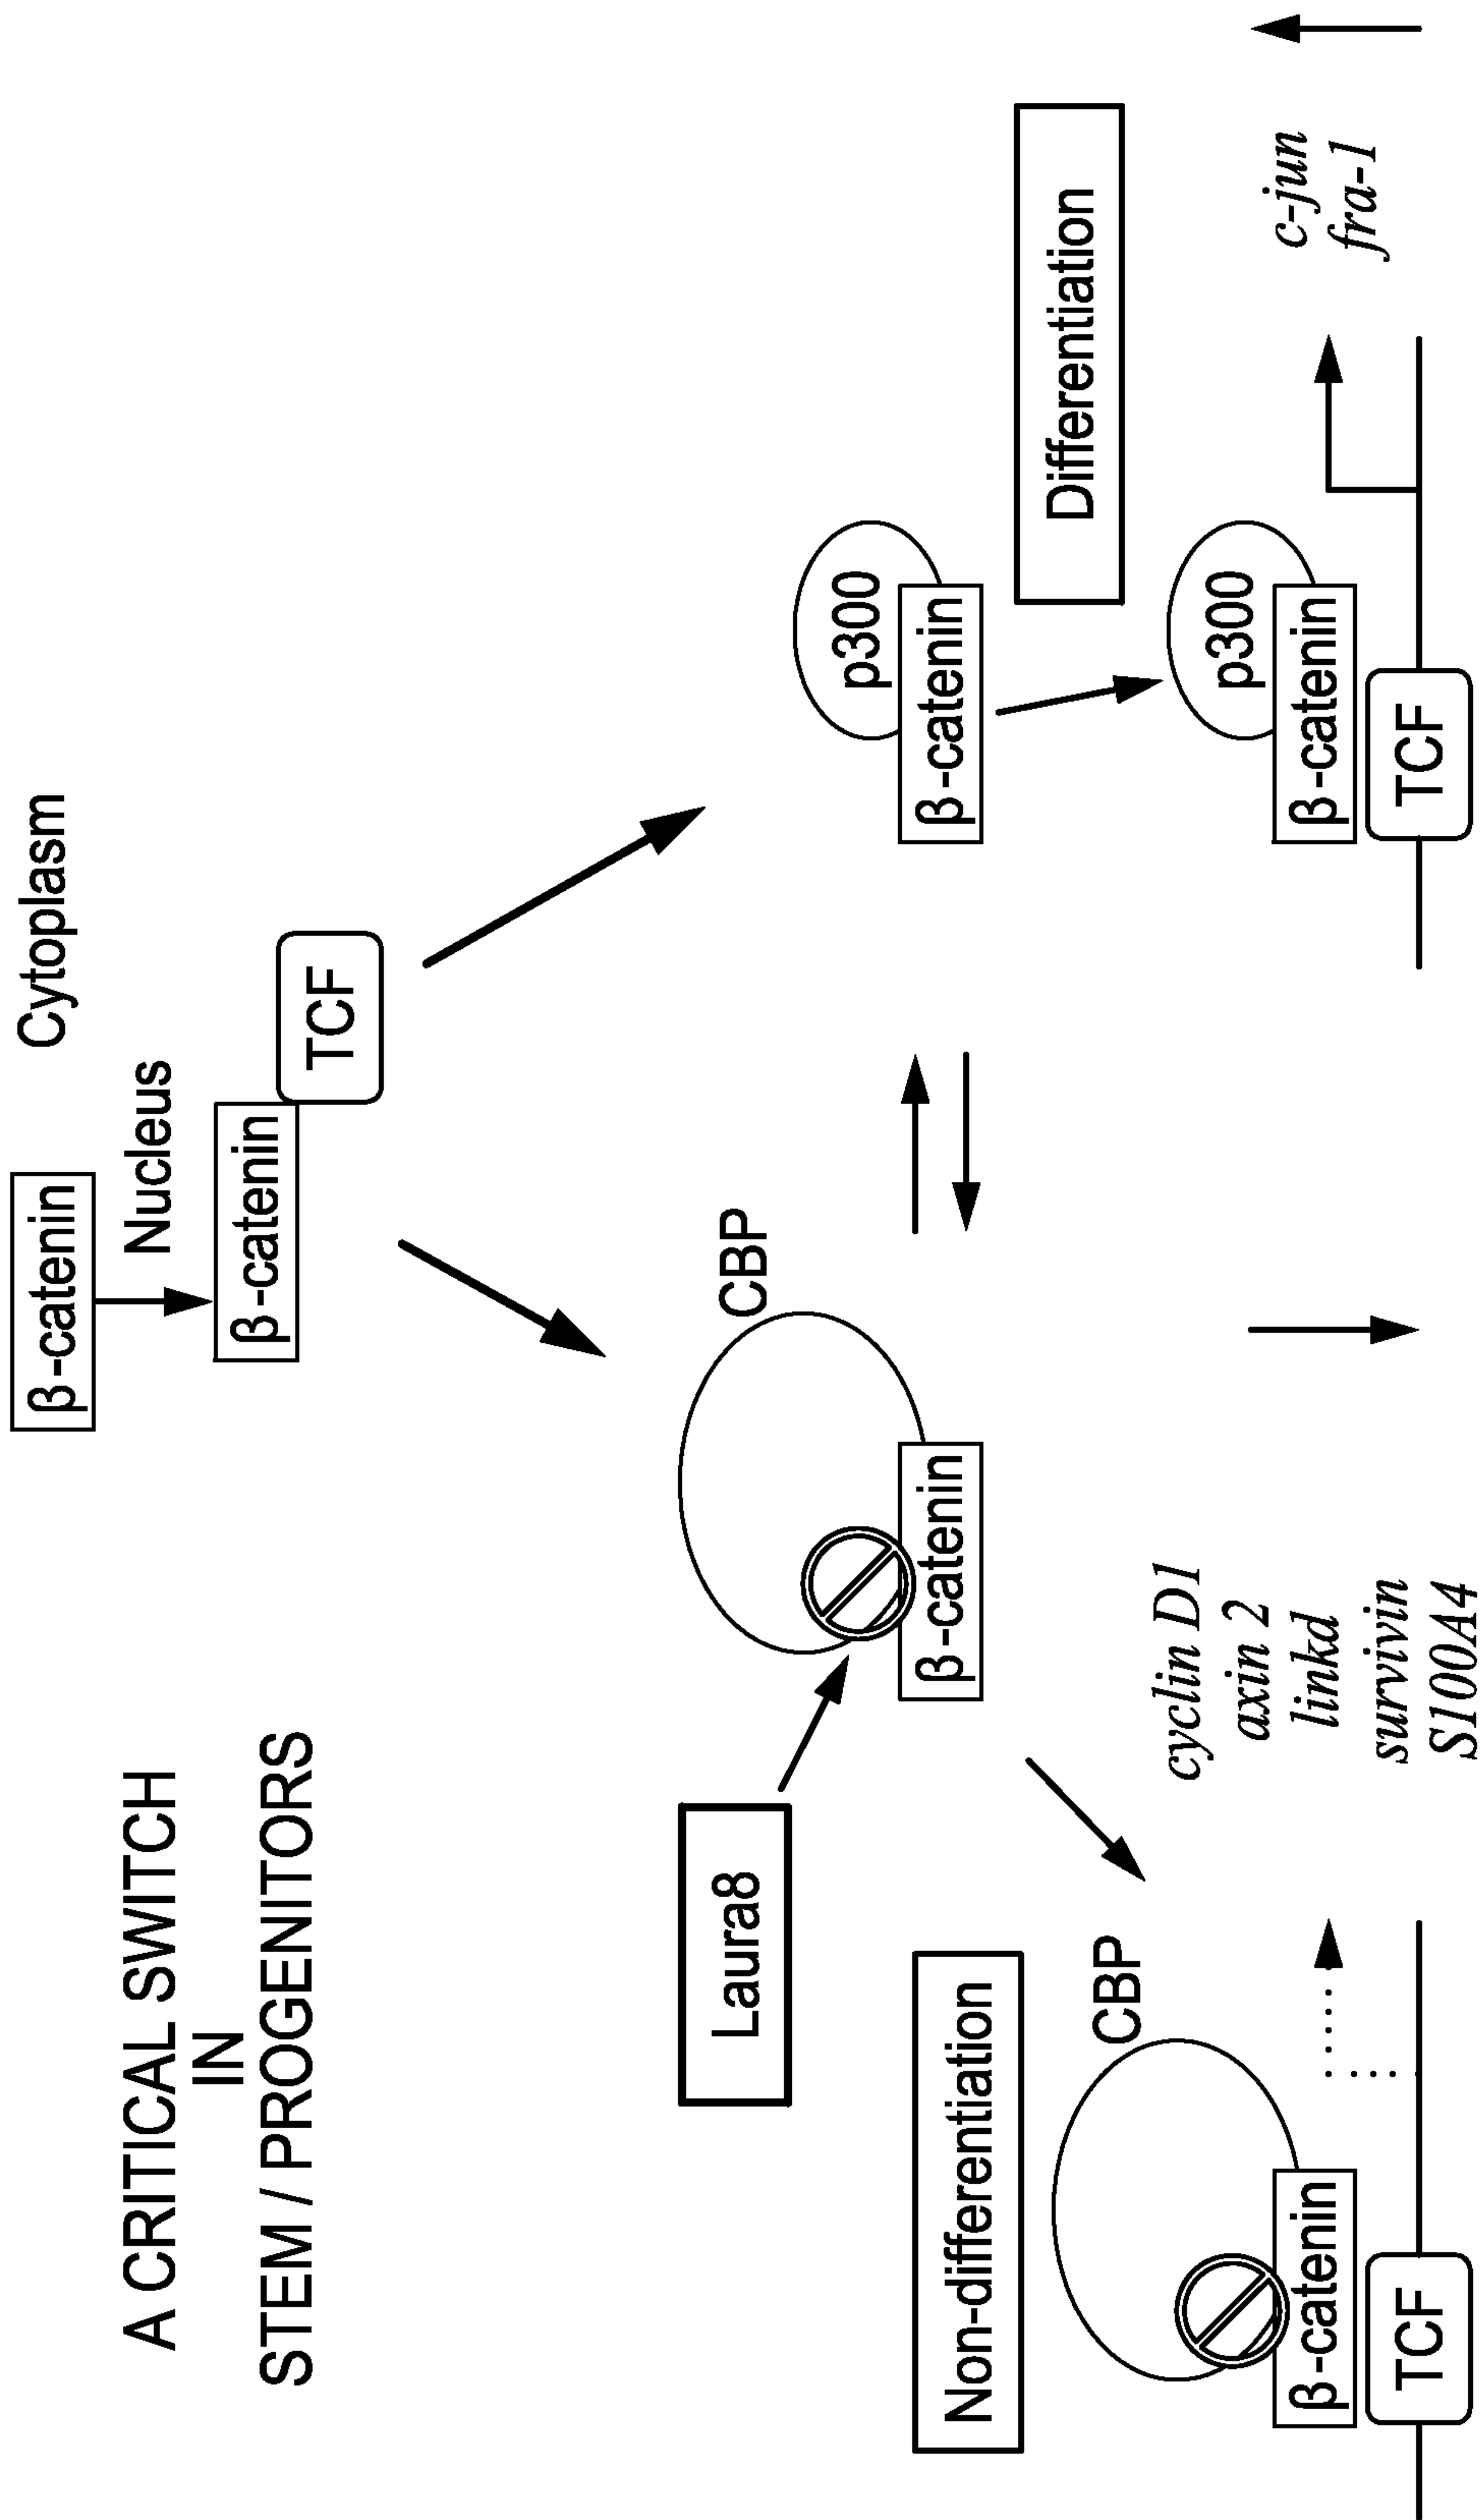 A CRITICAL SWITCH
IN
STEM / PROGENITORS
β-catenin
Cytoplasm
Nucleus
β-catenin
TCF
Laura8
CBP
β-catenin
p300
β-catenin
Non-differentiation
Differentiation
CBP
β-catenin
TCF
cyclin D1
axin 2
linkd
survivin
S100A4
p300
β-catenin
TCF
c-jun
fra-1